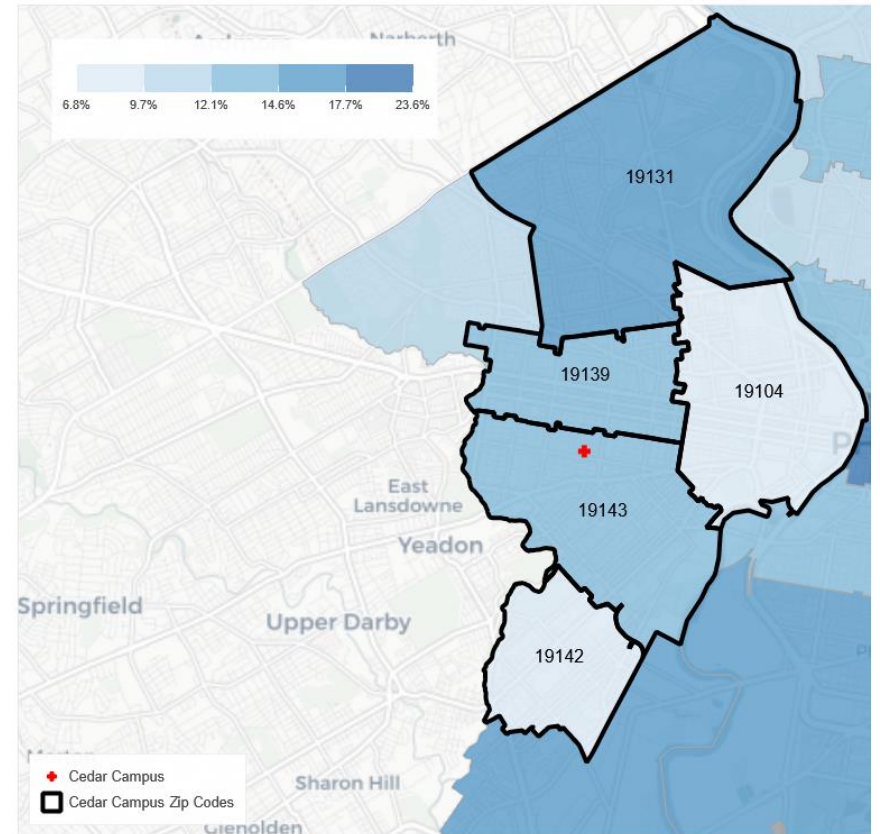 Narberth
6.8% 9.7% 12.1% 14.6% 17.7% 23.6%
19131
19139
19104
East
Lansdowne
19143
Yeadon
Springfield
Upper Darby
19142
Cedar Campus
Cedar Campus Zip Codes
Sharon Hill
Glenolden